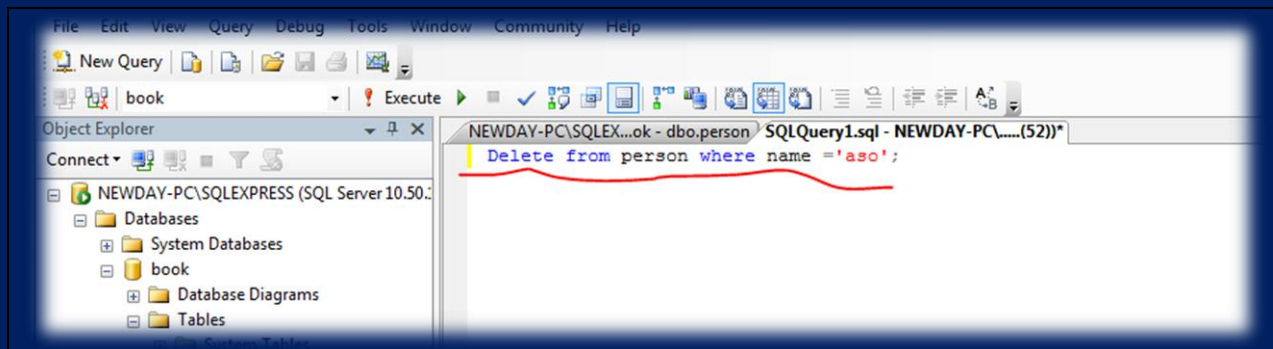 File Edit View Query Debug Tools Window Community Help
New Query
book Execute
Object Explorer
NEWDAY-PC\SQLEX...ok - dbo.person SQLQuery1.sql - NEWDAY-PC\.....(52))*
Connect
Delete from person where name ='aso';
NEWDAY-PC\SQLEXPRESS (SQL Server 10.50.:
Databases
System Databases
book
Database Diagrams
Tables
System Tables